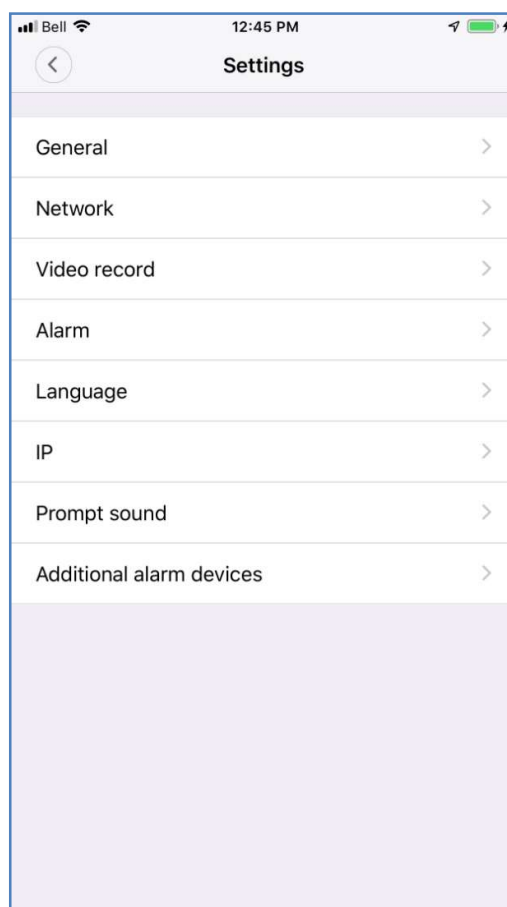 Bell 12:45 PM
Settings
General
Network
Video record
Alarm
Language
IP
Prompt sound
Additional alarm devices